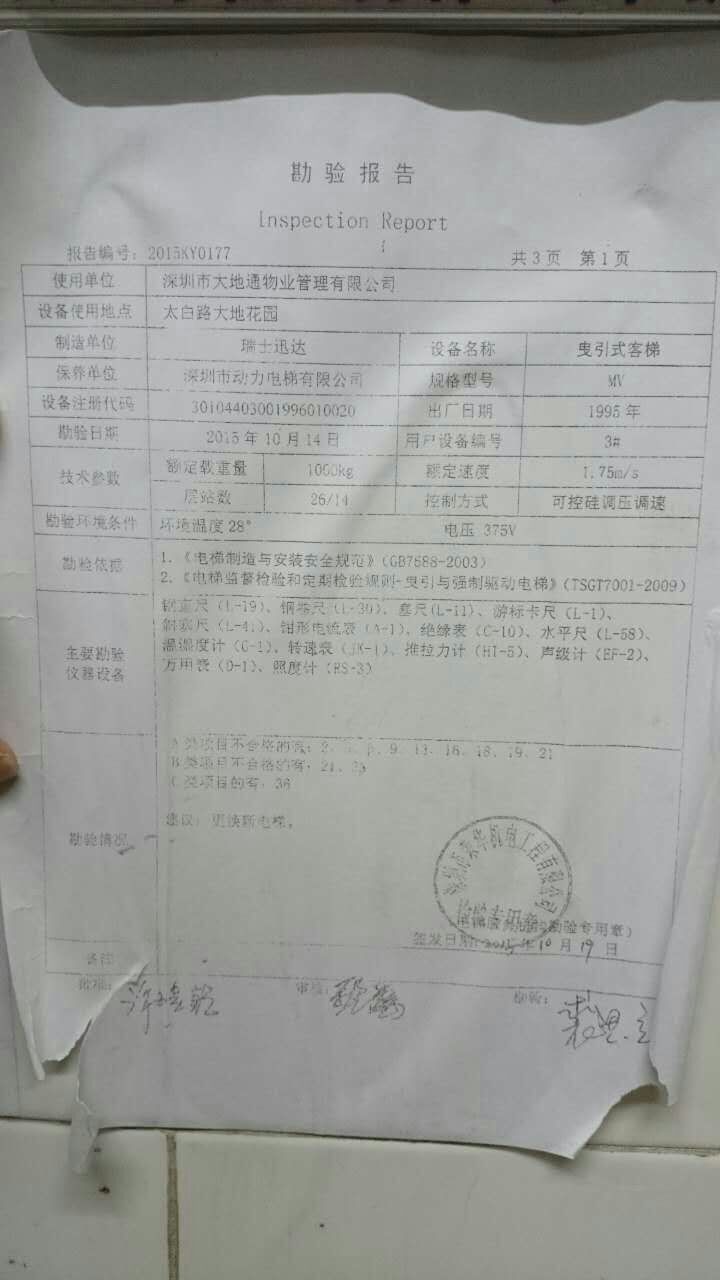 勘验报告
Inspection Report
报告编号：2015KY0177 共3页 第1页
使用单位 深圳市大地通物业管理有限公司
设备使用地点 太白路大地花园
制造单位 瑞士迅达 设备名称 曳引式客梯
保养单位 深圳市动力电梯有限公司 规格型号 MV
设备注册代码 30104403001996010020 出厂日期 1995年
勘验日期 2015年10月14日 用户设备编号 3#
技术参数 额定载重量 1000kg 额定速度 1.75m/s
层站数 26/14 控制方式 可控硅调压调速
勘验环境条件 环境温度28° 电压 375V
勘检依据 1.《电梯制造与安装安全规范》（GB7588-2003）
2.《电梯监督检验和定期检验规则-曳引与强制驱动电梯》（TSGT7001-2009）
主要勘验仪器设备 钢直尺（L-19）、钢卷尺（L-30）、塞尺（L-11）、游标卡尺（L-1）、
斜塞尺（L-41）、钳形电流表（A-1）、绝缘表（C-10）、水平尺（L-58）、
温湿度计（G-1）、转速表（JK-1）、推拉力计（HI-5）、声级计（EF-2）、
万用表（D-1）、照度计（RS-3）
勘验情况 A类项目不合格的有：2、 9、13、16、18、19、21
B类项目不合格的有：21、
C类项目的有：36
建议：更换新电梯。
机电工程有限公司
勘验专用章）
签发日期：2015年10月19日
备注
批准： 审核： 勘验：